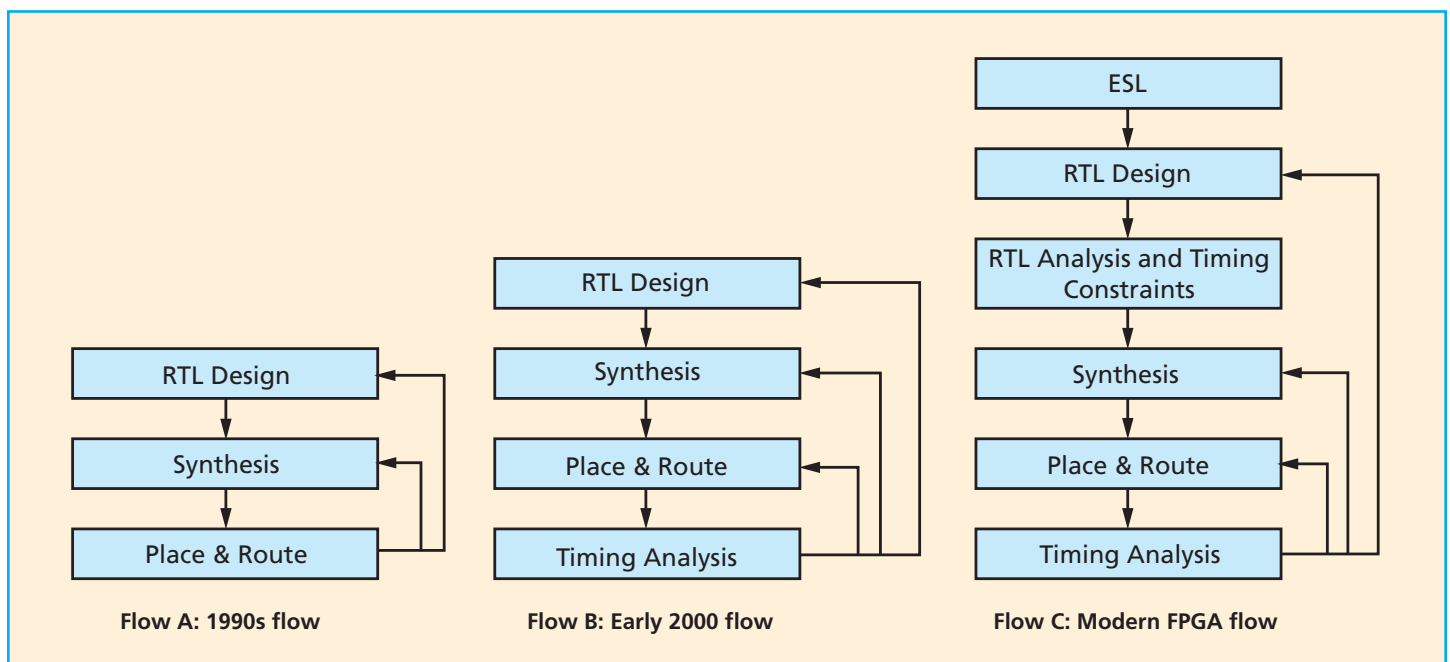 RTL Design
Synthesis
Place & Route
Flow A: 1990s flow
RTL Design
Synthesis
Place & Route
Timing Analysis
Flow B: Early 2000 flow
ESL
RTL Design
RTL Analysis and Timing
Constraints
Synthesis
Place & Route
Timing Analysis
Flow C: Modern FPGA flow